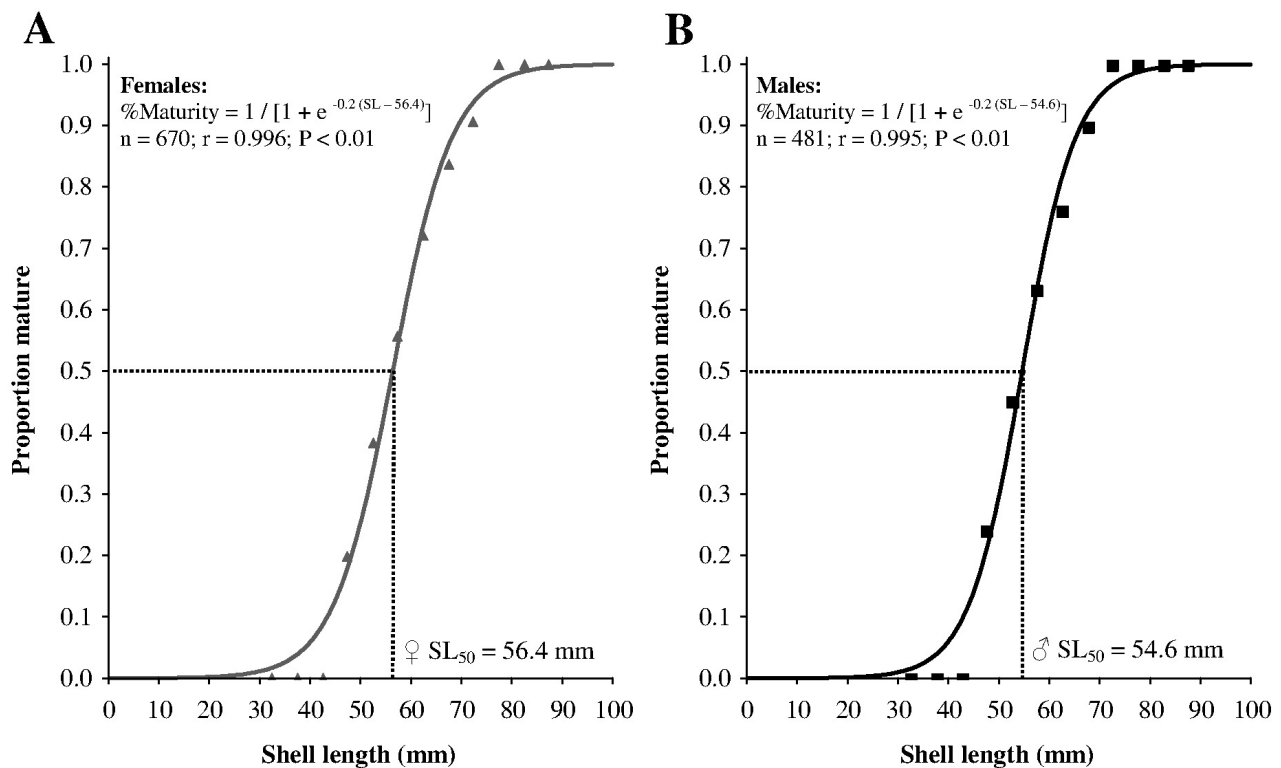 A
Females:
%Maturity = 1 / [1 + e -0.2 (SL – 56.4)]
n = 670; r = 0.996; P < 0.01
1.0
0.9
0.8
0.7
0.6
0.5
0.4
0.3
0.2
0.1
0.0
Proportion mature
♀ SL50 = 56.4 mm
0 10 20 30 40 50 60 70 80 90 100
Shell length (mm)
B
Males:
%Maturity = 1 / [1 + e -0.2 (SL – 54.6)]
n = 481; r = 0.995; P < 0.01
1.0
0.9
0.8
0.7
0.6
0.5
0.4
0.3
0.2
0.1
0.0
Proportion mature
♂ SL50 = 54.6 mm
0 10 20 30 40 50 60 70 80 90 100
Shell length (mm)